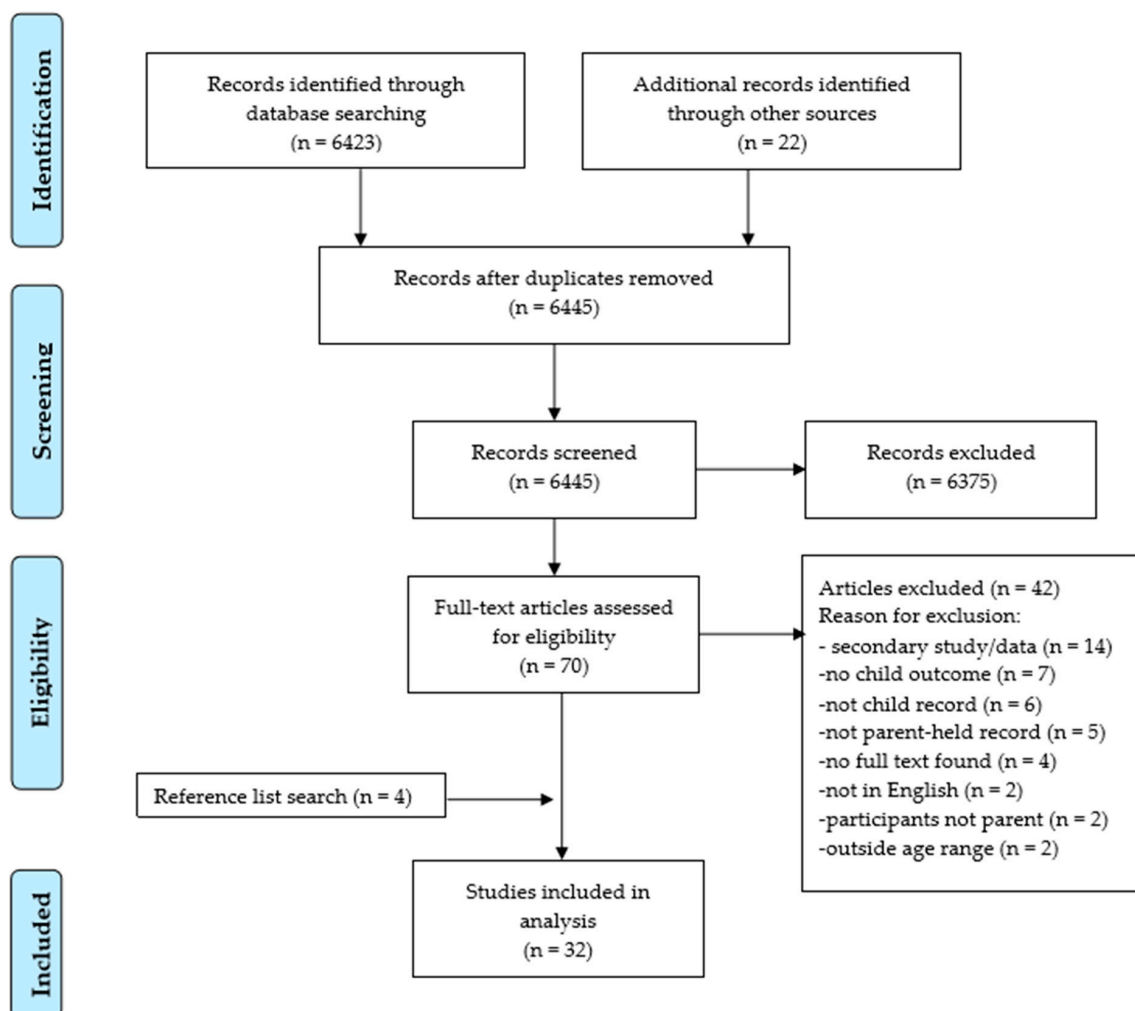 Identification
Records identified through
database searching
(n = 6423)
Additional records identified
through other sources
(n = 22)
Records after duplicates removed
(n = 6445)
Screening
Records screened
(n = 6445)
Records excluded
(n = 6375)
Eligibility
Full-text articles assessed
for eligibility
(n = 70)
Articles excluded (n = 42)
Reason for exclusion:
- secondary study/data (n = 14)
-no child outcome (n = 7)
-not child record (n = 6)
-not parent-held record (n = 5)
-no full text found (n = 4)
-not in English (n = 2)
-participants not parent (n = 2)
-outside age range (n = 2)
Reference list search (n = 4)
Included
Studies included in
analysis
(n = 32)